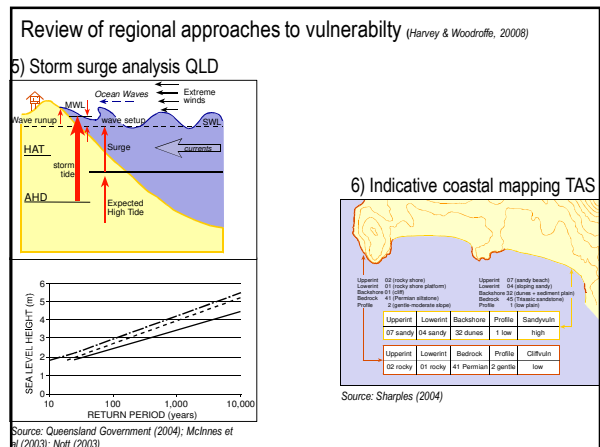 Review of regional approaches to vulnerabilty (Harvey & Woodroffe, 20008)
5) Storm surge analysis QLD
Ocean Waves
Extreme
winds
MWL
Wave runup
wave setup
SWL
HAT
Surge
currents
storm
tide
AHD
Expected
High Tide
SEA LEVEL HEIGHT (m)
6
5
4
3
2
1
0
10 100 1,000 10,000
RETURN PERIOD (years)
Source: Queensland Government (2004); McInnes et
al (2003); Nott (2003)
6) Indicative coastal mapping TAS
Upperint 02 (rocky shore)
Lowerint 01 (rocky shore platform)
Backshore 01 (cliff)
Bedrock 41 (Permian siltstone)
Profile 2 (gentle-moderate slope)
Upperint 07 (sandy beach)
Lowerint 04 (sloping sand)
Backshore 32 (dunes + sediment plain)
Bedrock 45 (Triassic sandstone)
Profile 1 (low plain)
Upperint Lowerint Backshore Profile Sandyvuln
07 sandy 04 sandy 32 dunes 1 low high
Upperint Lowerint Bedrock Profile Cliffvuln
02 rocky 01 rocky 41 Permian 2 gentle low
Source: Sharples (2004)